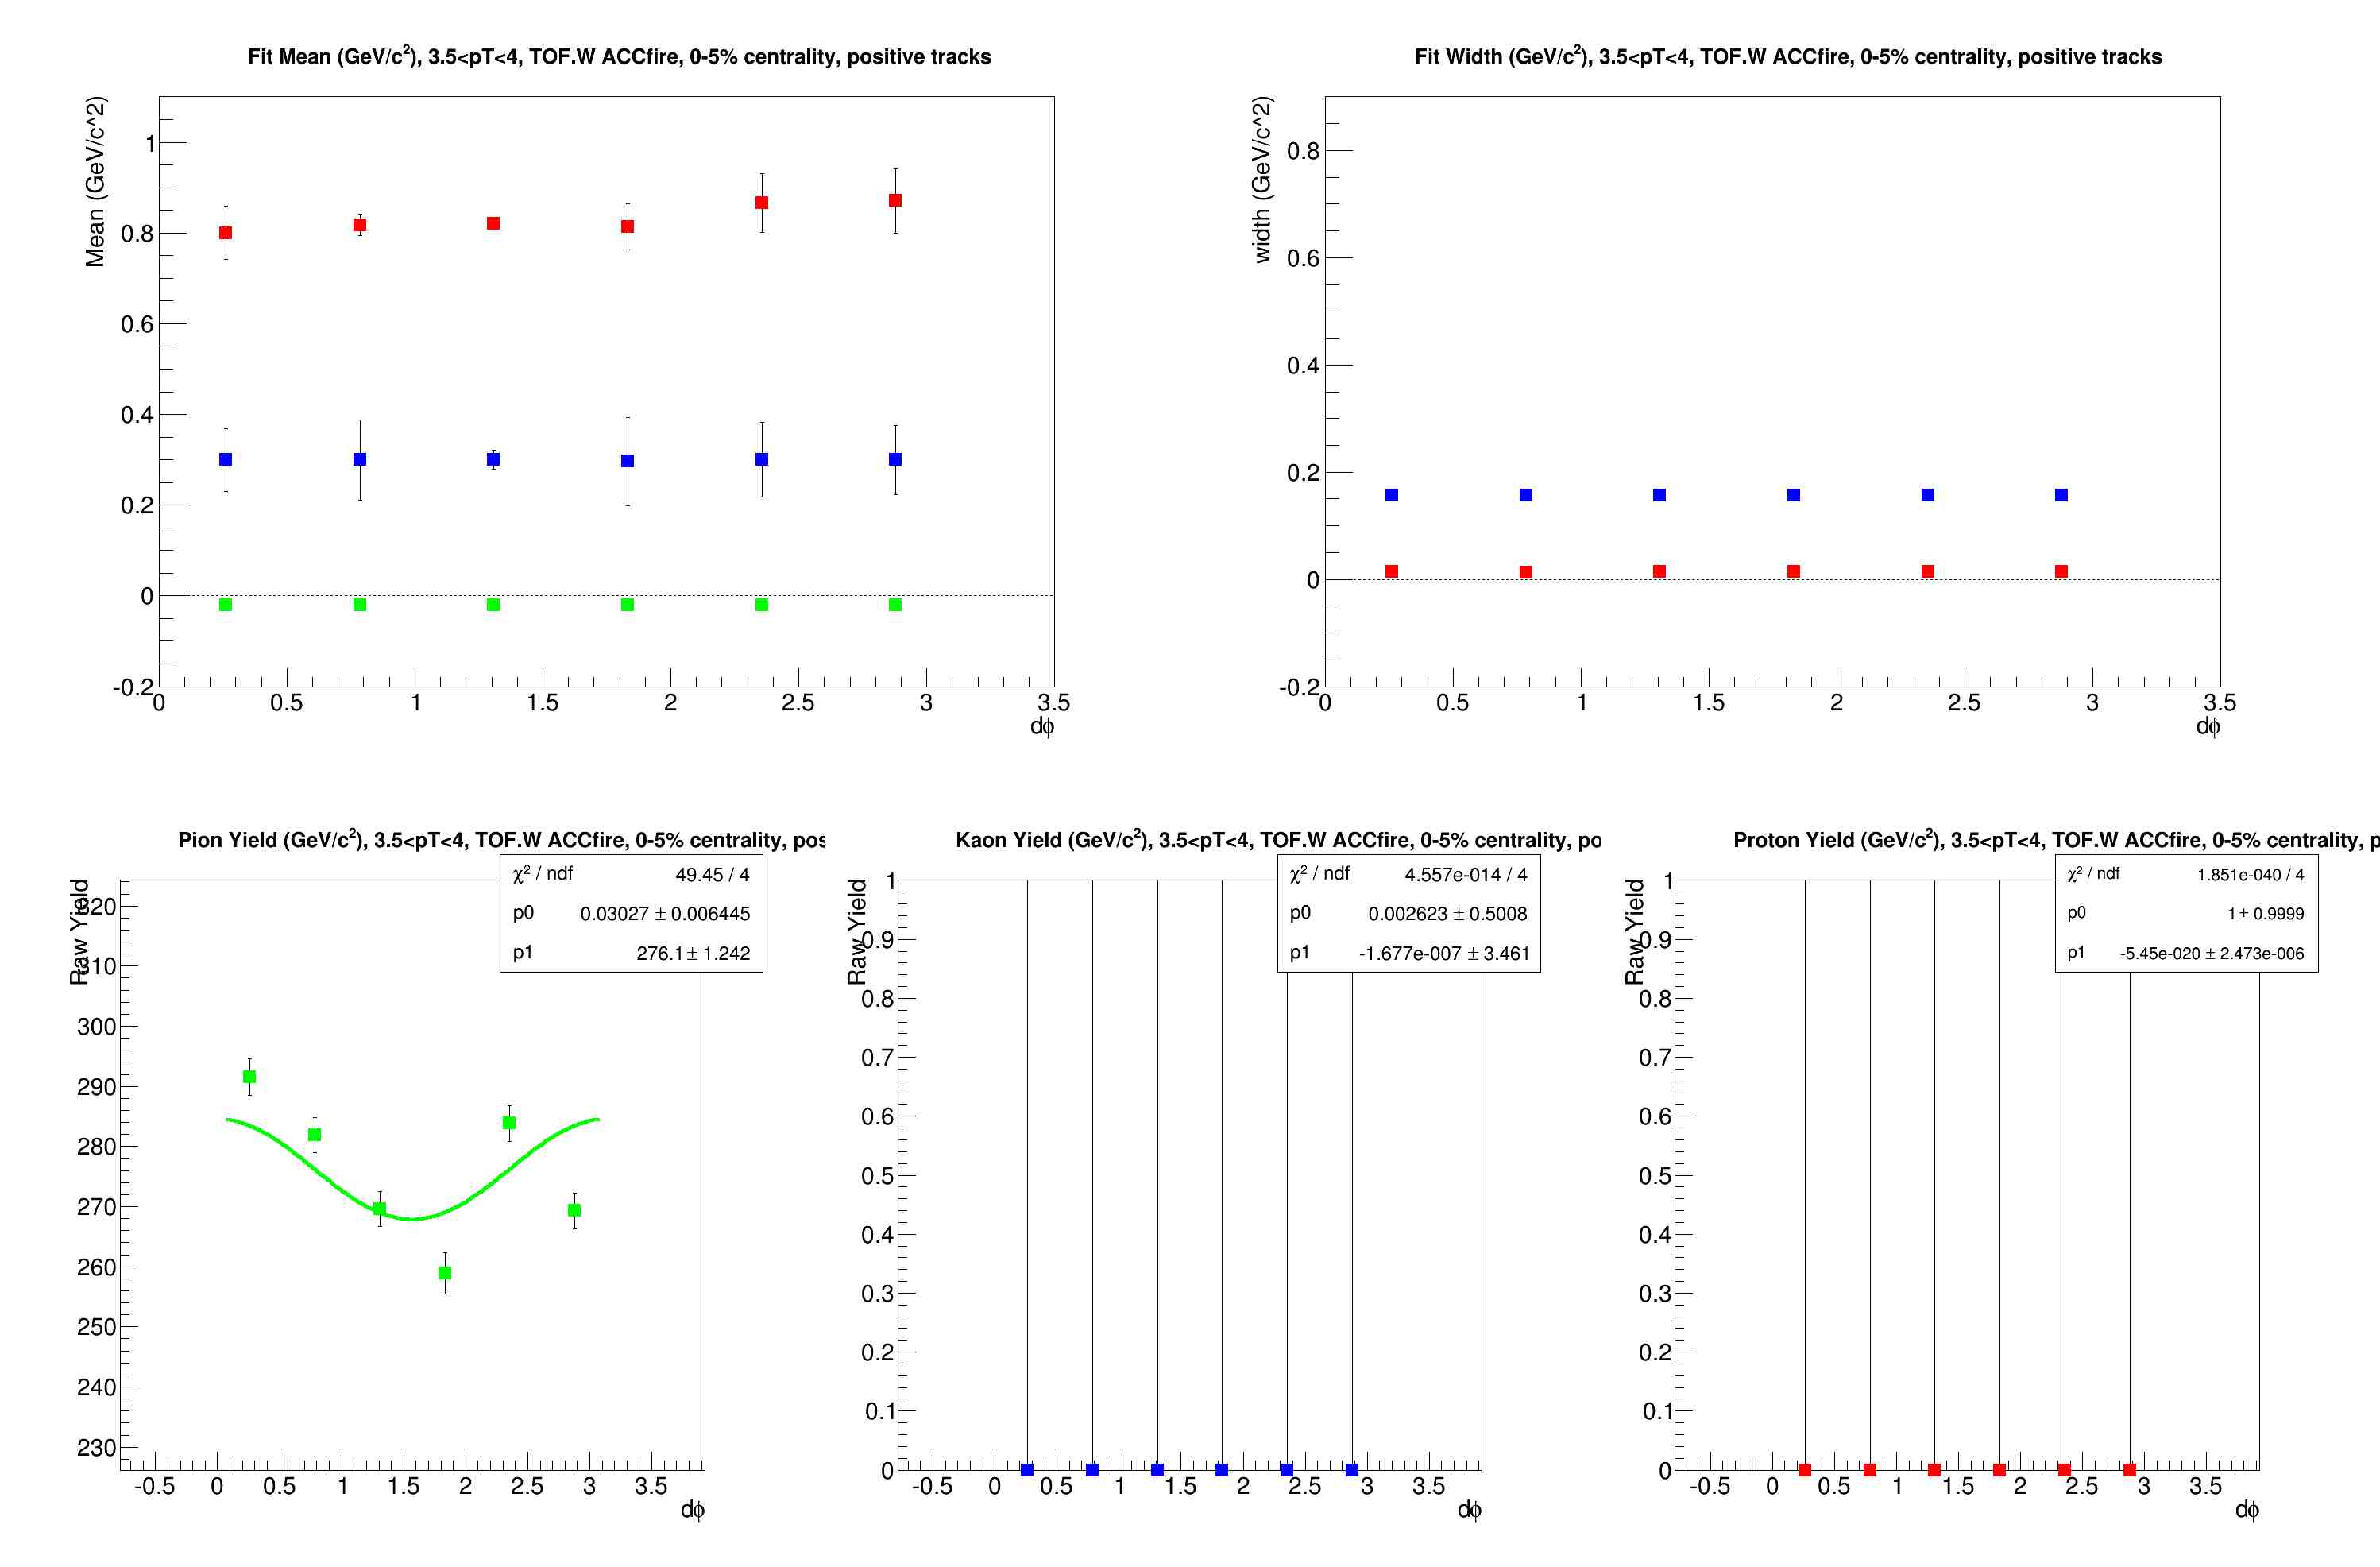 Fit Mean (GeV/c²), 3.5<pT<4, TOF.W ACCfire, 0-5% centrality, positive tracks
Mean (GeV/c^2)
1
0.8
0.6
0.4
0.2
0
-0.2
0 0.5 1 1.5 2 2.5 3 3.5
dϕ
Fit Width (GeV/c²), 3.5<pT<4, TOF.W ACCfire, 0-5% centrality, positive tracks
width (GeV/c^2)
0.8
0.6
0.4
0.2
0
-0.2
0 0.5 1 1.5 2 2.5 3 3.5
dϕ
Pion Yield (GeV/c²), 3.5<pT<4, TOF.W ACCfire, 0-5% centrality, pos
χ² / ndf 49.45 / 4
p0 0.03027 ± 0.006445
p1 276.1 ± 1.242
Raw Yield
320
310
300
290
280
270
260
250
240
230
-0.5 0 0.5 1 1.5 2 2.5 3 3.5
dϕ
Kaon Yield (GeV/c²), 3.5<pT<4, TOF.W ACCfire, 0-5% centrality, po
χ² / ndf 4.557e-014 / 4
p0 0.002623 ± 0.5008
p1 -1.677e-007 ± 3.461
Raw Yield
1
0.9
0.8
0.7
0.6
0.5
0.4
0.3
0.2
0.1
0
-0.5 0 0.5 1 1.5 2 2.5 3 3.5
dϕ
Proton Yield (GeV/c²), 3.5<pT<4, TOF.W ACCfire, 0-5% centrality, p
χ² / ndf 1.851e-040 / 4
p0 1 ± 0.9999
p1 -5.45e-020 ± 2.473e-006
Raw Yield
1
0.9
0.8
0.7
0.6
0.5
0.4
0.3
0.2
0.1
0
-0.5 0 0.5 1 1.5 2 2.5 3 3.5
dϕ